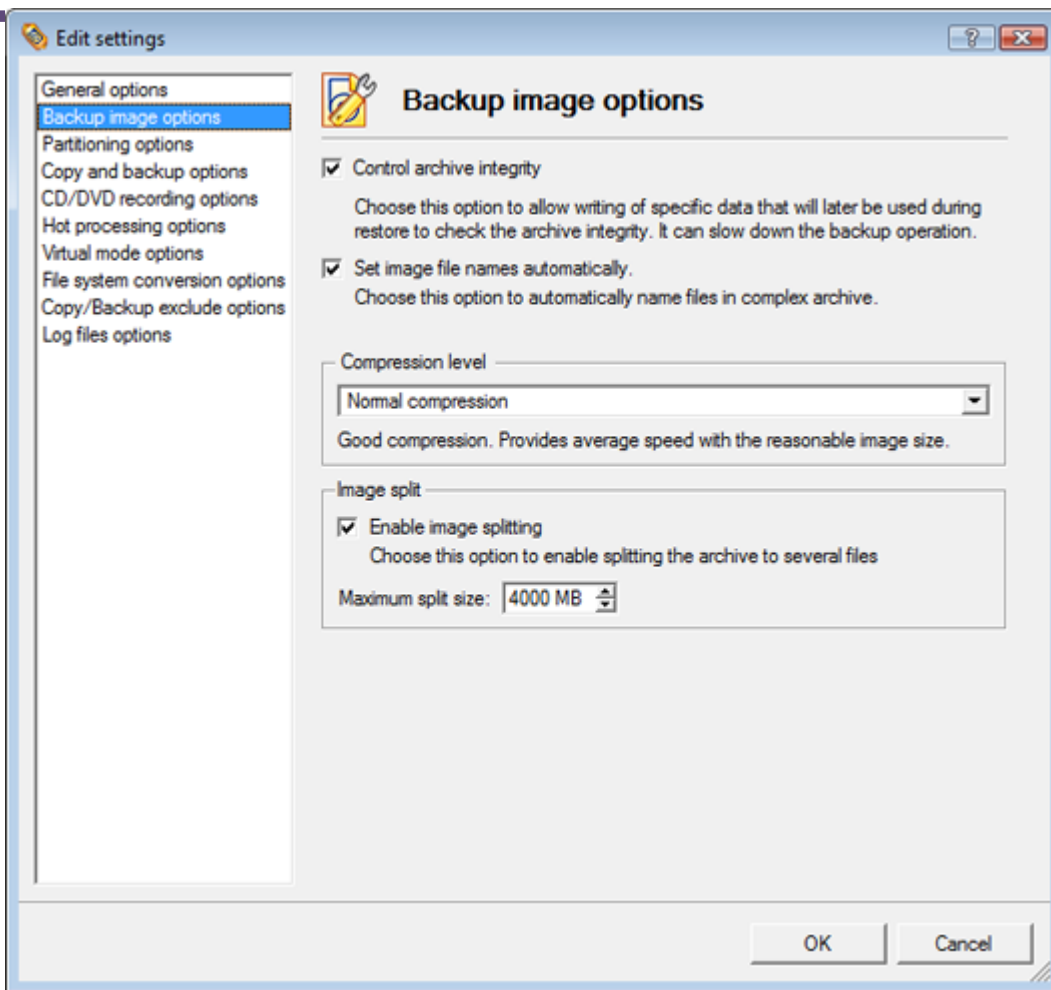 Edit settings
General options
Backup image options
Partitioning options
Copy and backup options
CD/DVD recording options
Hot processing options
Virtual mode options
File system conversion options
Copy/Backup exclude options
Log files options
Backup image options
Control archive integrity
Choose this option to allow writing of specific data that will later be used during
restore to check the archive integrity. It can slow down the backup operation.
Set image file names automatically.
Choose this option to automatically name files in complex archive.
Compression level
Normal compression
Good compression. Provides average speed with the reasonable image size.
Image split
Enable image splitting
Choose this option to enable splitting the archive to several files
Maximum split size: 4000 MB
OK Cancel